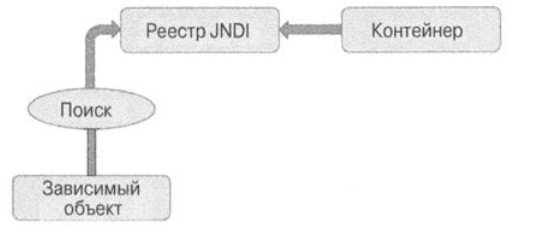 Реестр JNDI
Контейнер
Поиск
Зависимый
объект